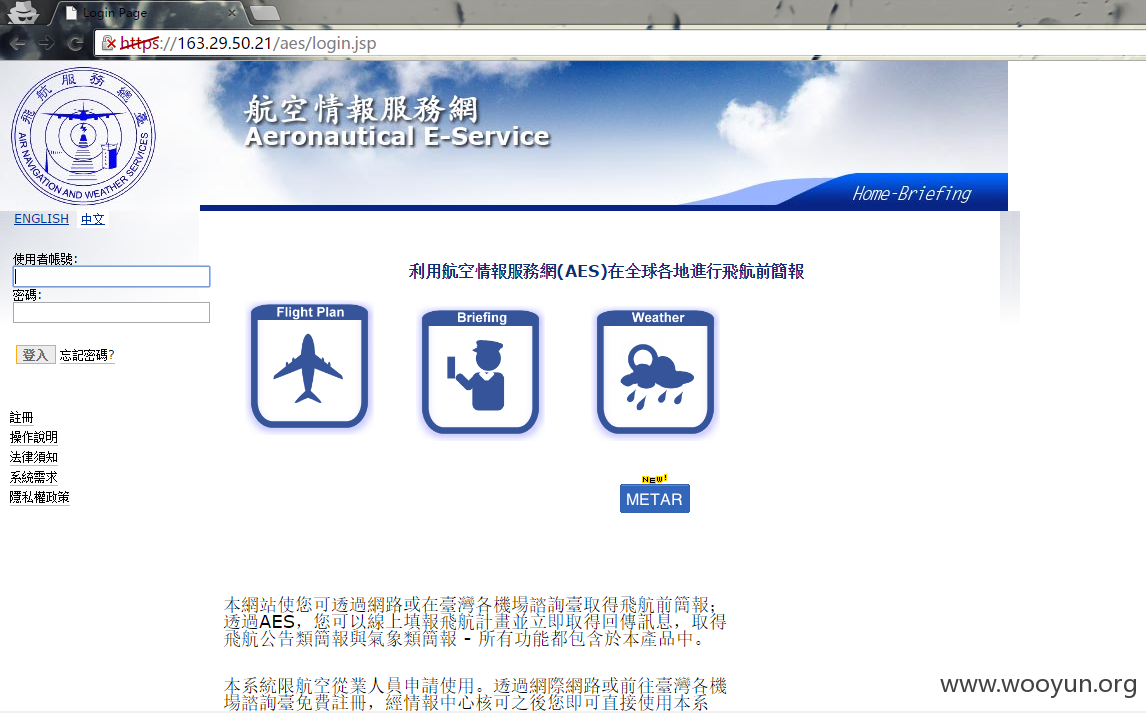 Login Page
https://163.29.50.21/aes/login.jsp
飛航服務總臺
AIR NAVIGATION AND WEATHER SERVICES
航空情報服務網
Aeronautical E-Service
Home-Briefing
ENGLISH 中文
使用者帳號:
密碼:
登入 忘記密碼?
註冊
操作說明
法律須知
系統需求
隱私權政策
利用航空情報服務網(AES)在全球各地進行飛航前簡報
Flight Plan Briefing Weather
NEW!
METAR
本網站使您可透過網路或在臺灣各機場諮詢臺取得飛航前簡報;
透過AES，您可以線上填報飛航計畫並立即取得回傳訊息，取得
飛航公告類簡報與氣象類簡報 - 所有功能都包含於本產品中。
本系統限航空從業人員申請使用。透過網際網路或前往臺灣各機
場諮詢臺免費註冊，經情報中心核可之後您即可直接使用本系
www.wooyun.org